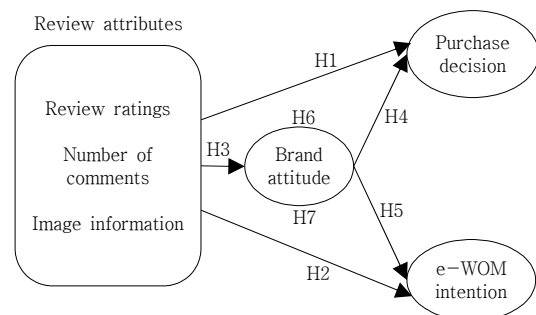 Review attributes
Review ratings
Number of
comments
Image information
H1
H3
H6
Brand
attitude
H7
H2
H4
H5
Purchase
decision
e-WOM
intention